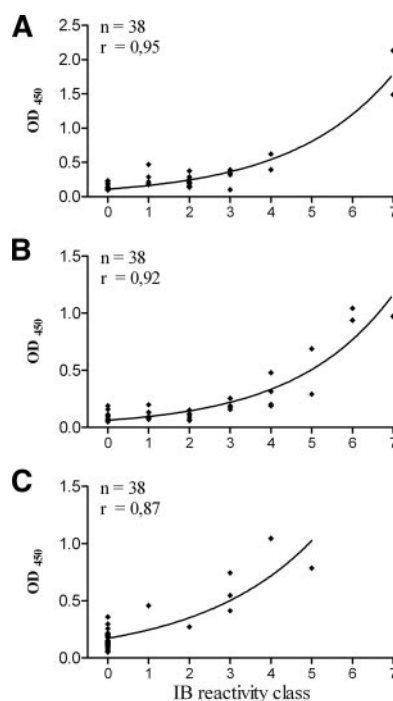 A
n = 38
r = 0,95
OD 450
2.5
2.0
1.5
1.0
0.5
0.0
0 1 2 3 4 5 6 7
B
n = 38
r = 0,92
OD 450
1.5
1.0
0.5
0.0
0 1 2 3 4 5 6 7
C
n = 38
r = 0,87
OD 450
1.5
1.0
0.5
0.0
0 1 2 3 4 5 6 7
IB reactivity class